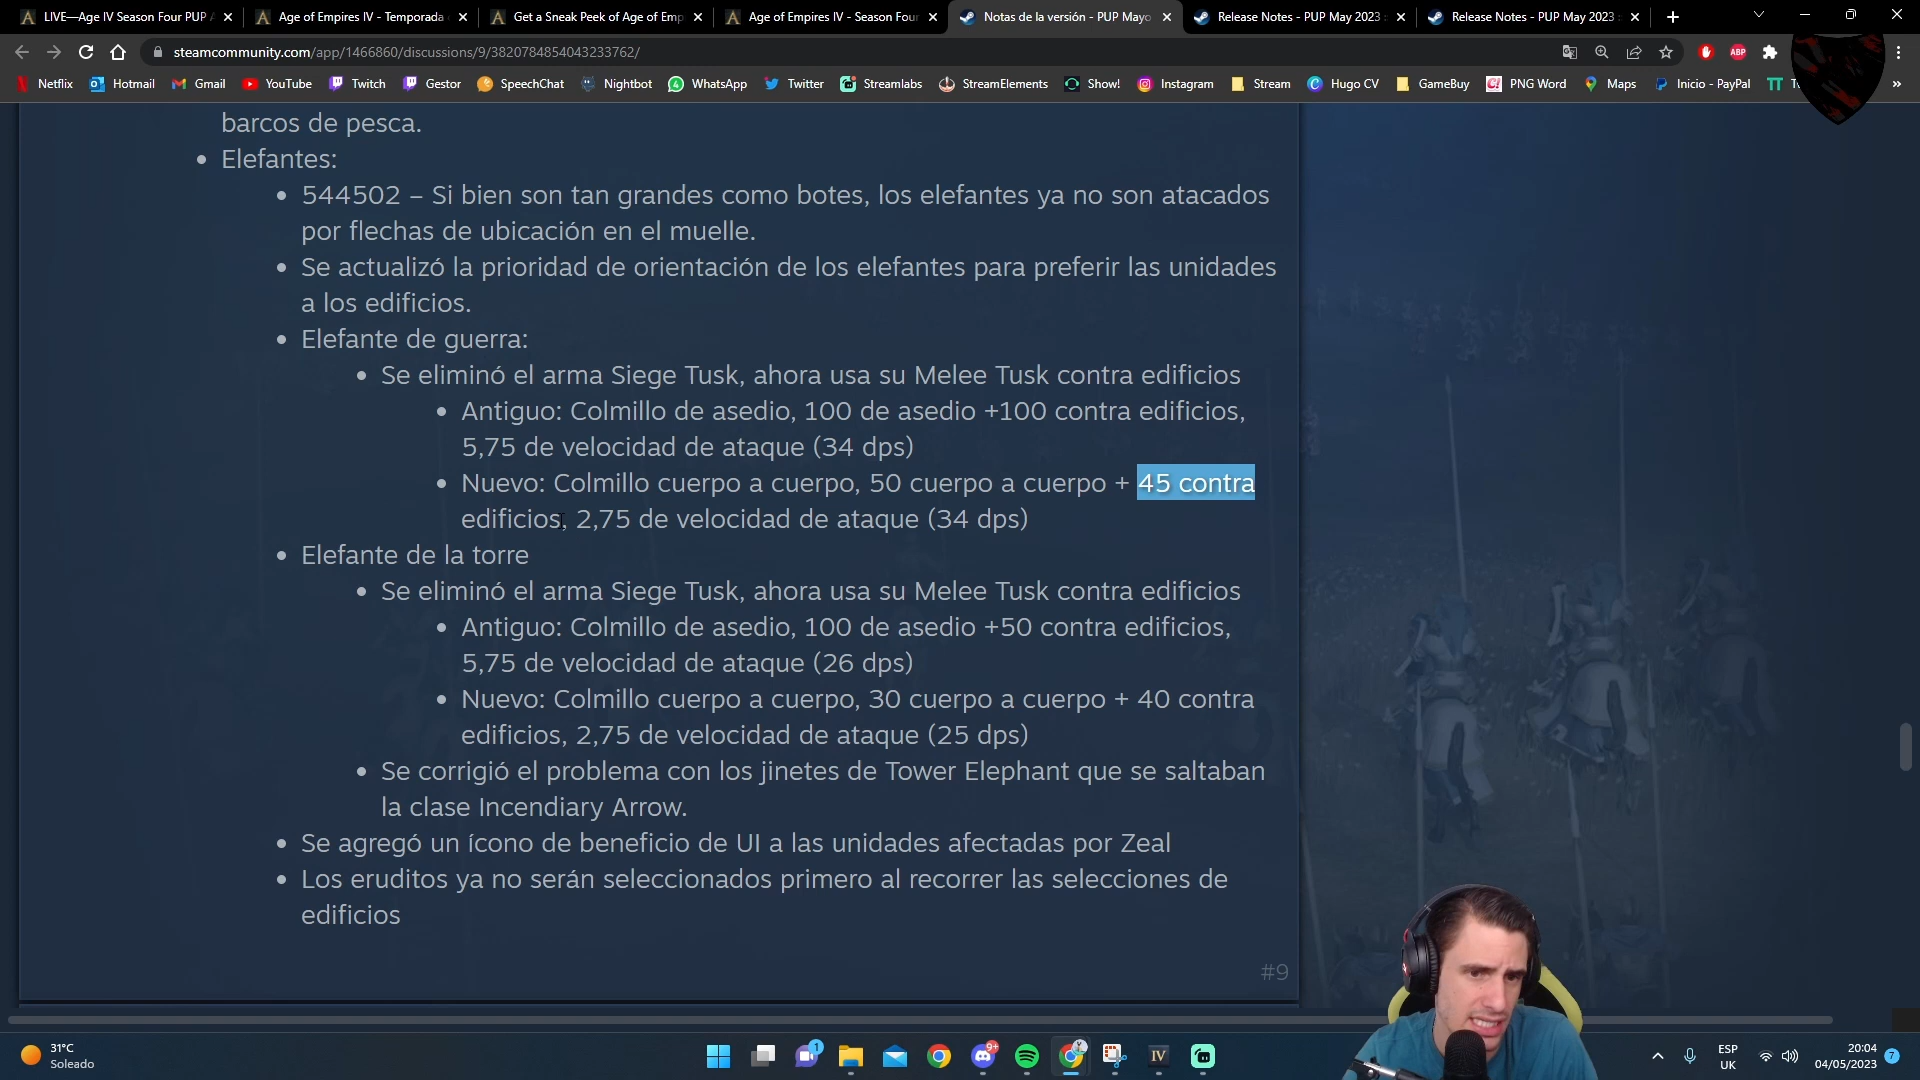 LIVE—Age IV Season Four PUP
Age of Empires IV - Temporada
Get a Sneak Peek of Age of Emp
Age of Empires IV - Season Four
Notas de la versión - PUP Mayo
Release Notes - PUP May 2023
Release Notes - PUP May 2023
steamcommunity.com/app/1466860/discussions/9/3820784854043233762/
ABP
Netflix Hotmail Gmail YouTube Twitch Gestor SpeechChat Nightbot WhatsApp Twitter Streamlabs StreamElements Show! Instagram Stream Hugo CV GameBuy PNG Word Maps Inicio - PayPal
barcos de pesca.
• Elefantes:
• 544502 – Si bien son tan grandes como botes, los elefantes ya no son atacados
por flechas de ubicación en el muelle.
• Se actualizó la prioridad de orientación de los elefantes para preferir las unidades
a los edificios.
• Elefante de guerra:
• Se eliminó el arma Siege Tusk, ahora usa su Melee Tusk contra edificios
• Antiguo: Colmillo de asedio, 100 de asedio +100 contra edificios,
5,75 de velocidad de ataque (34 dps)
• Nuevo: Colmillo cuerpo a cuerpo, 50 cuerpo a cuerpo + 45 contra
edificios, 2,75 de velocidad de ataque (34 dps)
• Elefante de la torre
• Se eliminó el arma Siege Tusk, ahora usa su Melee Tusk contra edificios
• Antiguo: Colmillo de asedio, 100 de asedio +50 contra edificios,
5,75 de velocidad de ataque (26 dps)
• Nuevo: Colmillo cuerpo a cuerpo, 30 cuerpo a cuerpo + 40 contra
edificios, 2,75 de velocidad de ataque (25 dps)
• Se corrigió el problema con los jinetes de Tower Elephant que se saltaban
la clase Incendiary Arrow.
• Se agregó un ícono de beneficio de UI a las unidades afectadas por Zeal
• Los eruditos ya no serán seleccionados primero al recorrer las selecciones de
edificios
#9
31°C
Soleado
1
9+
IV
ESP
UK
20:04
04/05/2023
7